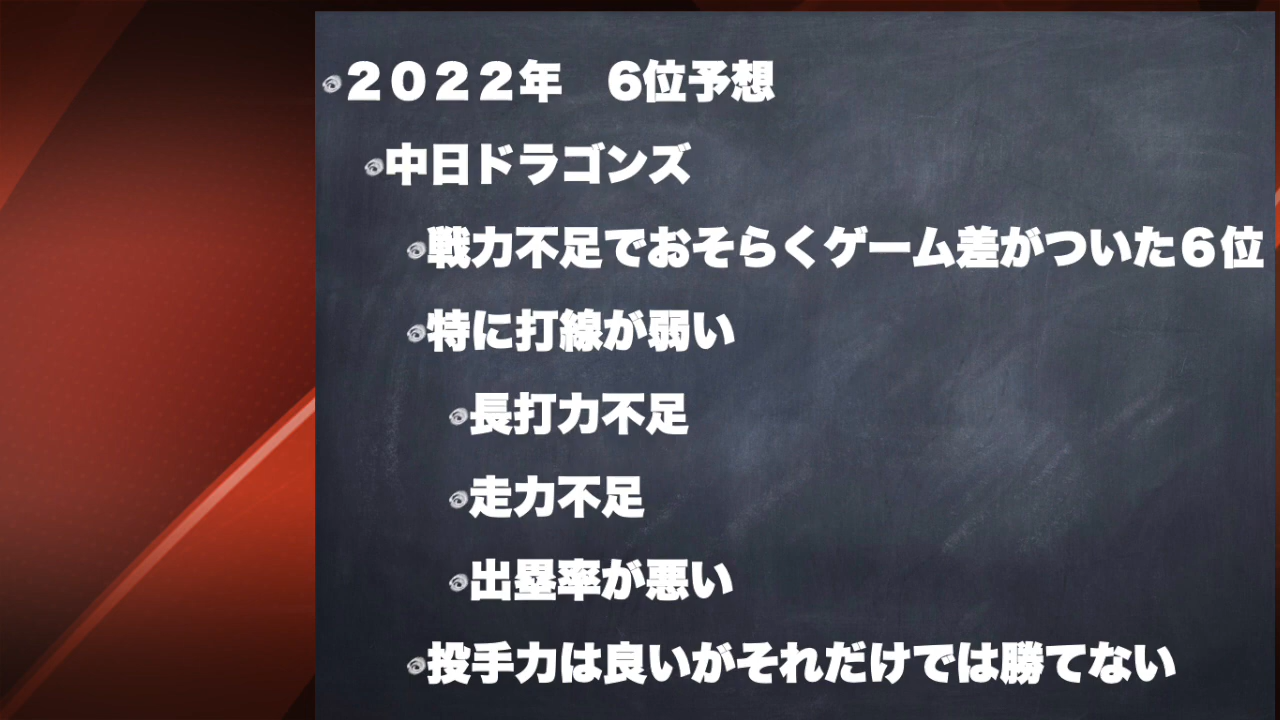 ２０２２年　6位予想
中日ドラゴンズ
戦力不足でおそらくゲーム差がついた６位
特に打線が弱い
長打力不足
走力不足
出塁率が悪い
投手力は良いがそれだけでは勝てない